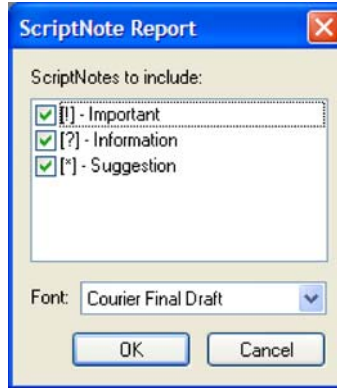 ScriptNote Report
ScriptNotes to include:
[!] - Important
[?] - Information
[*] - Suggestion
Font: Courier Final Draft
OK Cancel